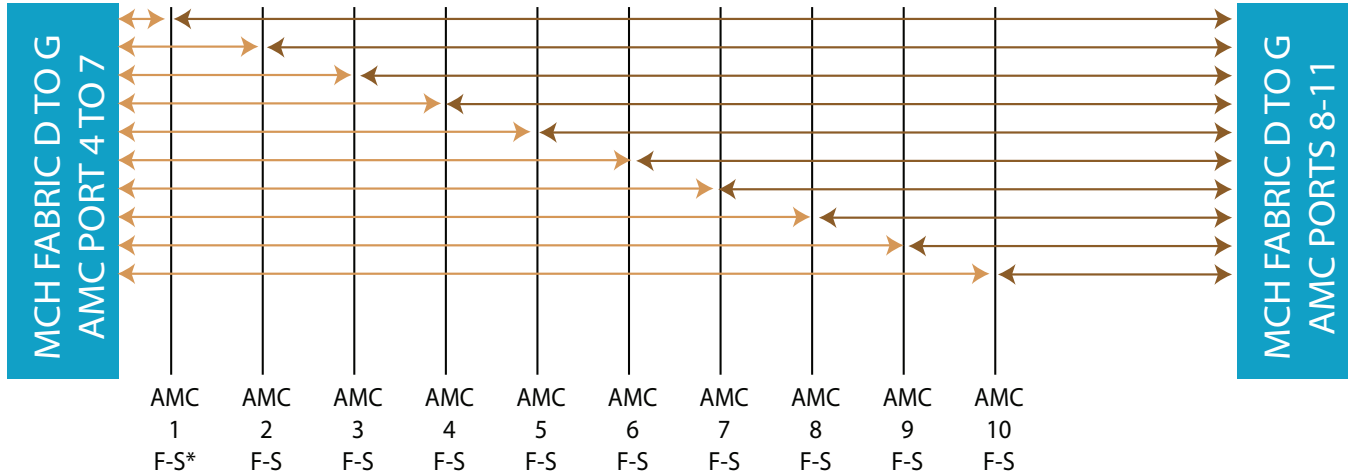 MCH FABRIC D TO G
AMC PORT 4 TO 7
MCH FABRIC D TO G
AMC PORTS 8-11
AMC AMC AMC AMC AMC AMC AMC AMC AMC AMC
1 2 3 4 5 6 7 8 9 10
F-S* F-S F-S F-S F-S F-S F-S F-S F-S F-S